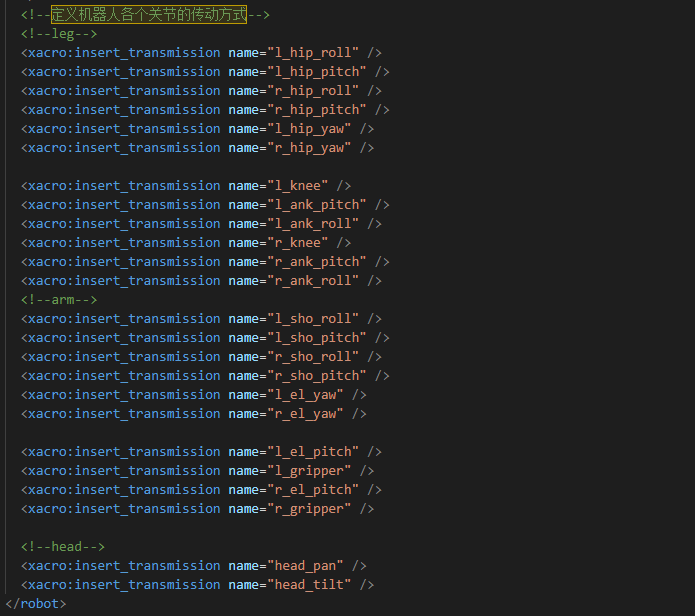 <!--定义机器人各个关节的传动方式-->
<!--leg-->
<xacro:insert_transmission name="l_hip_roll" />
<xacro:insert_transmission name="l_hip_pitch" />
<xacro:insert_transmission name="r_hip_roll" />
<xacro:insert_transmission name="r_hip_pitch" />
<xacro:insert_transmission name="l_hip_yaw" />
<xacro:insert_transmission name="r_hip_yaw" />
<xacro:insert_transmission name="l_knee" />
<xacro:insert_transmission name="l_ank_pitch" />
<xacro:insert_transmission name="l_ank_roll" />
<xacro:insert_transmission name="r_knee" />
<xacro:insert_transmission name="r_ank_pitch" />
<xacro:insert_transmission name="r_ank_roll" />
<!--arm-->
<xacro:insert_transmission name="l_sho_roll" />
<xacro:insert_transmission name="l_sho_pitch" />
<xacro:insert_transmission name="r_sho_roll" />
<xacro:insert_transmission name="r_sho_pitch" />
<xacro:insert_transmission name="l_el_yaw" />
<xacro:insert_transmission name="r_el_yaw" />
<xacro:insert_transmission name="l_el_pitch" />
<xacro:insert_transmission name="l_gripper" />
<xacro:insert_transmission name="r_el_pitch" />
<xacro:insert_transmission name="r_gripper" />
<!--head-->
<xacro:insert_transmission name="head_pan" />
<xacro:insert_transmission name="head_tilt" />
</robot>